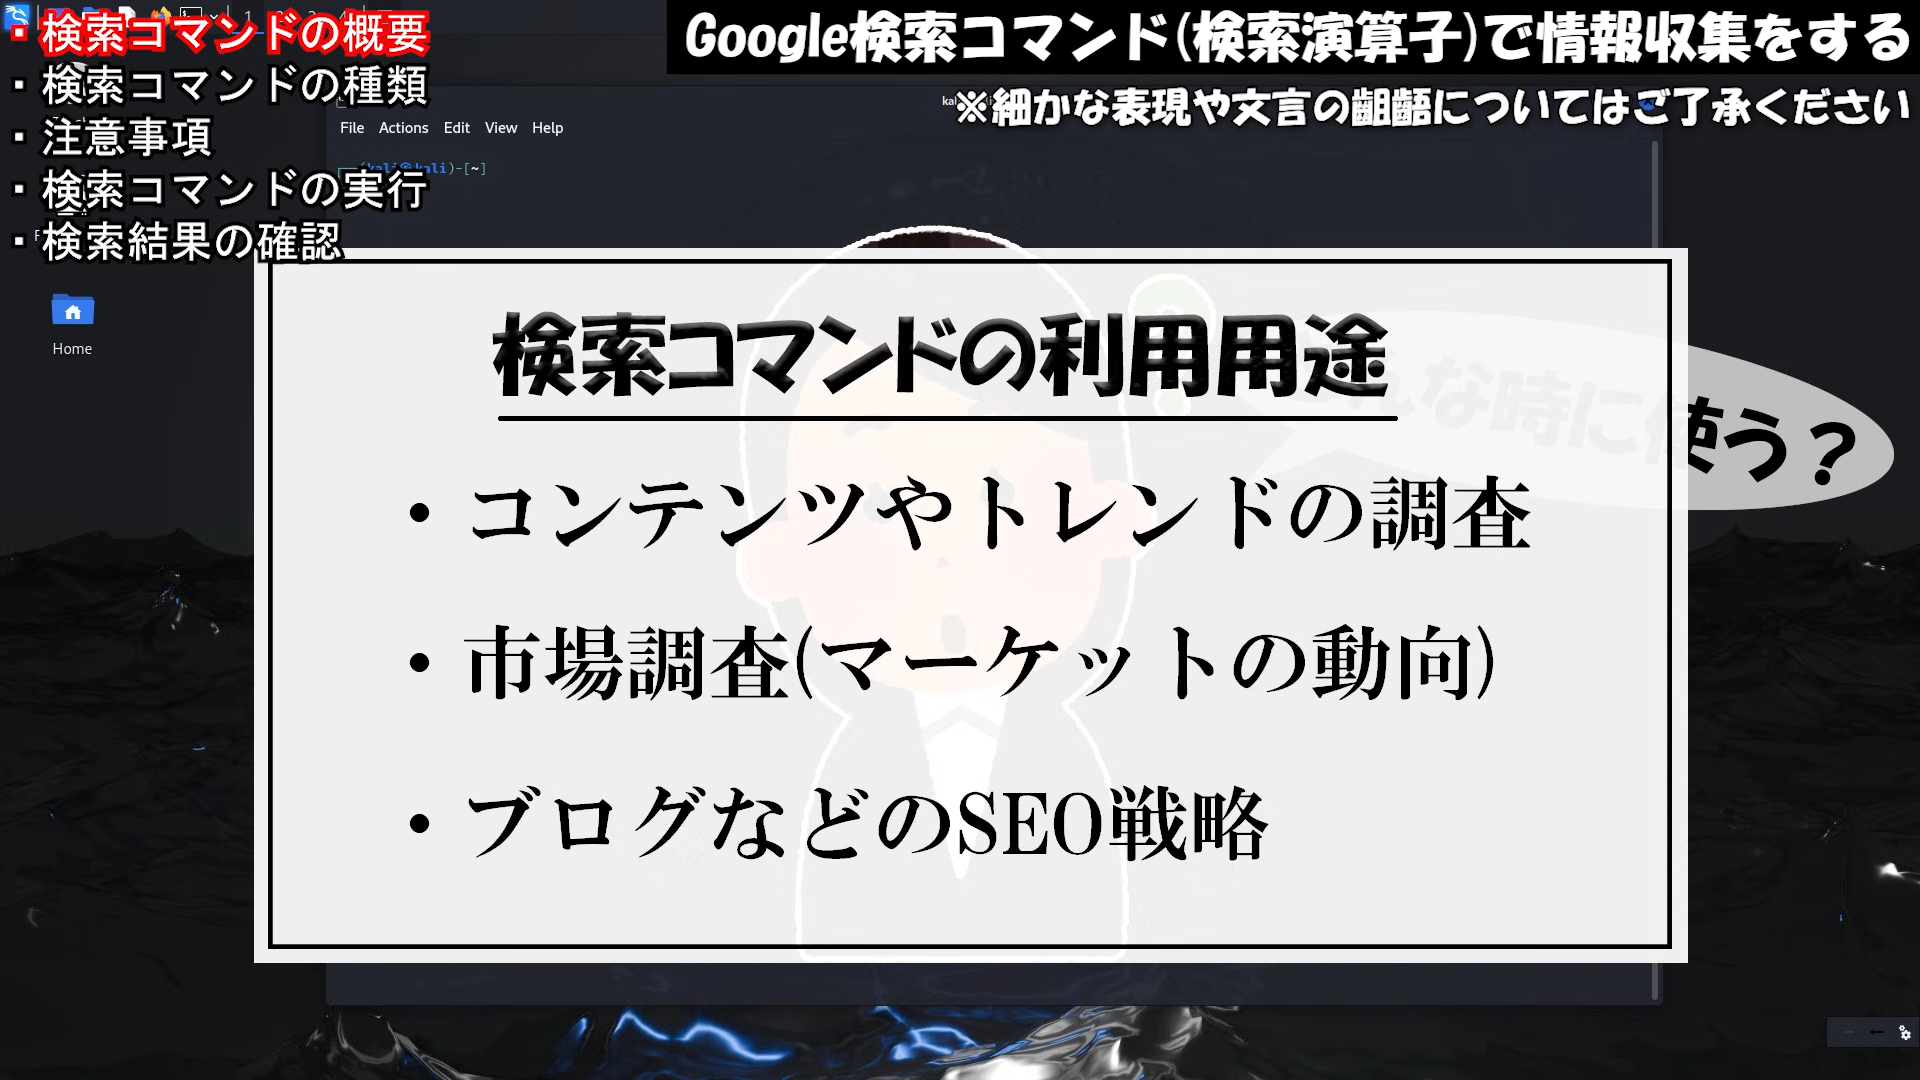 ・検索コマンドの概要
・検索コマンドの種類
・注意事項
・検索コマンドの実行
・検索結果の確認
Google検索コマンド(検索演算子)で情報収集をする
※細かな表現や文言の齟齬についてはご了承ください
File Actions Edit View Help
(kali㉿kali)-[~]
Home
検索コマンドの利用用途
・コンテンツやトレンドの調査
・市場調査(マーケットの動向)
・ブログなどのSEO戦略
んな時に使う?